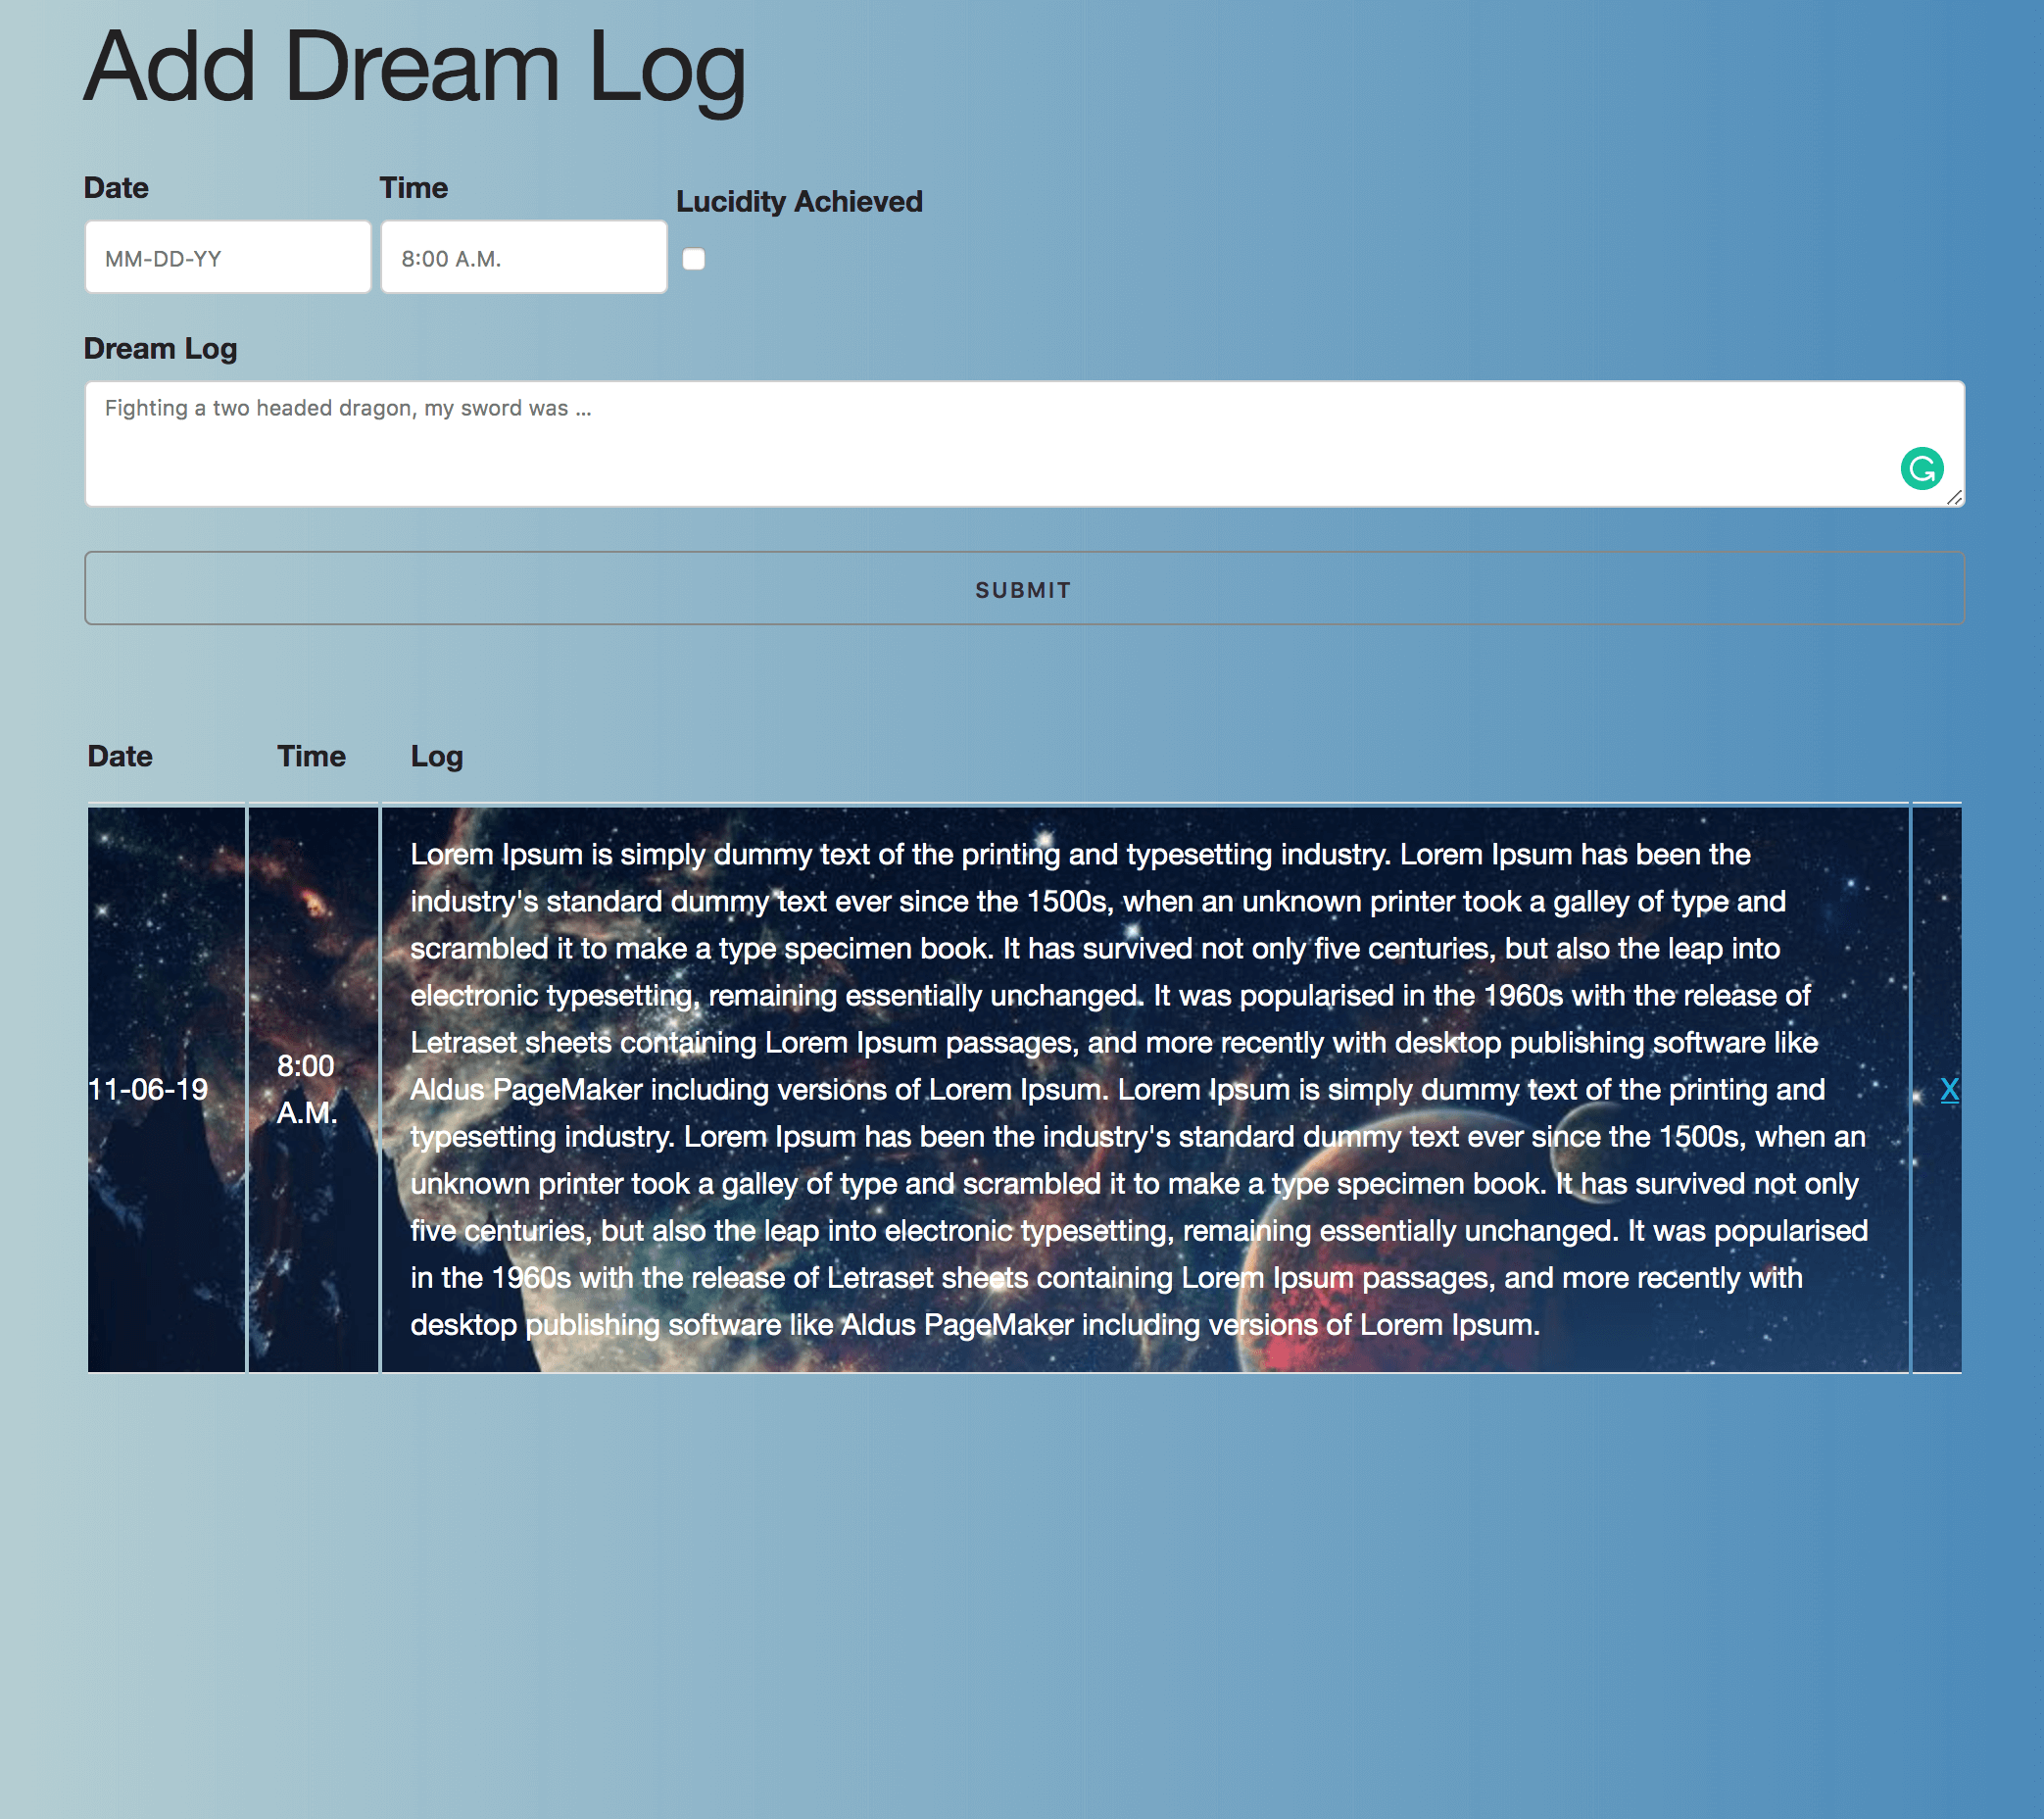 Add Dream Log
Date Time Lucidity Achieved
MM-DD-YY 8:00 A.M.
Dream Log
Fighting a two headed dragon, my sword was ...
SUBMIT
Date Time Log
11-06-19
8:00
A.M.
Lorem Ipsum is simply dummy text of the printing and typesetting industry. Lorem Ipsum has been the
industry's standard dummy text ever since the 1500s, when an unknown printer took a galley of type and
scrambled it to make a type specimen book. It has survived not only five centuries, but also the leap into
electronic typesetting, remaining essentially unchanged. It was popularised in the 1960s with the release of
Letraset sheets containing Lorem Ipsum passages, and more recently with desktop publishing software like
Aldus PageMaker including versions of Lorem Ipsum. Lorem Ipsum is simply dummy text of the printing and
typesetting industry. Lorem Ipsum has been the industry's standard dummy text ever since the 1500s, when an
unknown printer took a galley of type and scrambled it to make a type specimen book. It has survived not only
five centuries, but also the leap into electronic typesetting, remaining essentially unchanged. It was popularised
in the 1960s with the release of Letraset sheets containing Lorem Ipsum passages, and more recently with
desktop publishing software like Aldus PageMaker including versions of Lorem Ipsum.
X